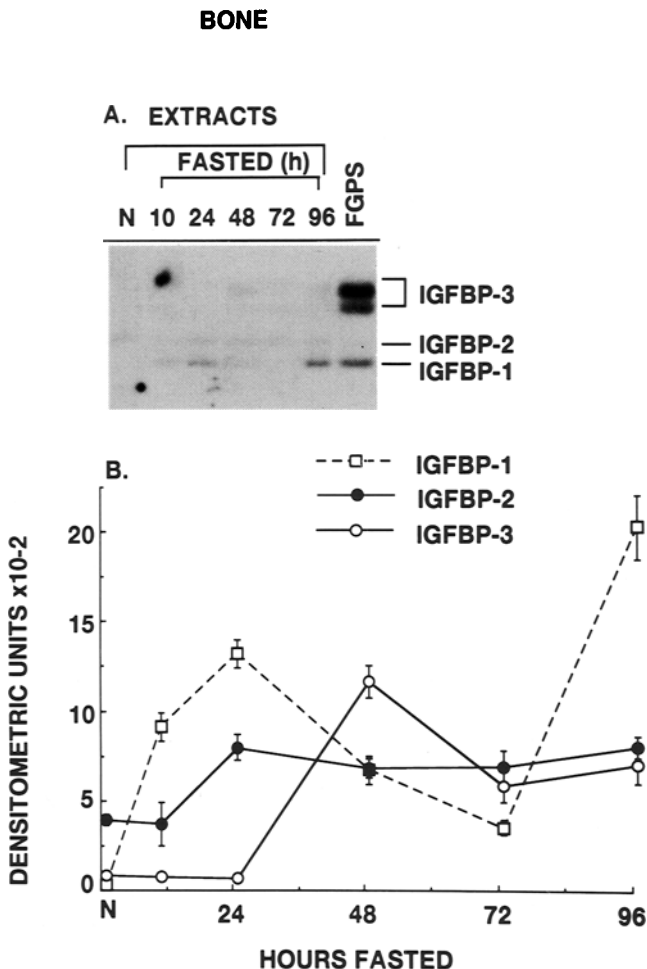 BONE
A. EXTRACTS
FASTED (h)
N 10 24 48 72 96 FGPS
IGFBP-3
IGFBP-2
IGFBP-1
B.
IGFBP-1
IGFBP-2
IGFBP-3
DENSITOMETRIC UNITS x10-2
20
15
10
5
0
N 24 48 72 96
HOURS FASTED